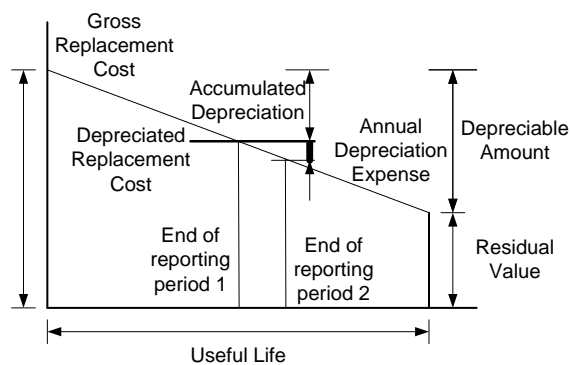 Gross
Replacement
Cost
Accumulated
Depreciation
Depreciated
Replacement
Cost
Annual
Depreciation
Expense
Depreciable
Amount
End of
reporting
period 1
End of
reporting
period 2
Residual
Value
Useful Life